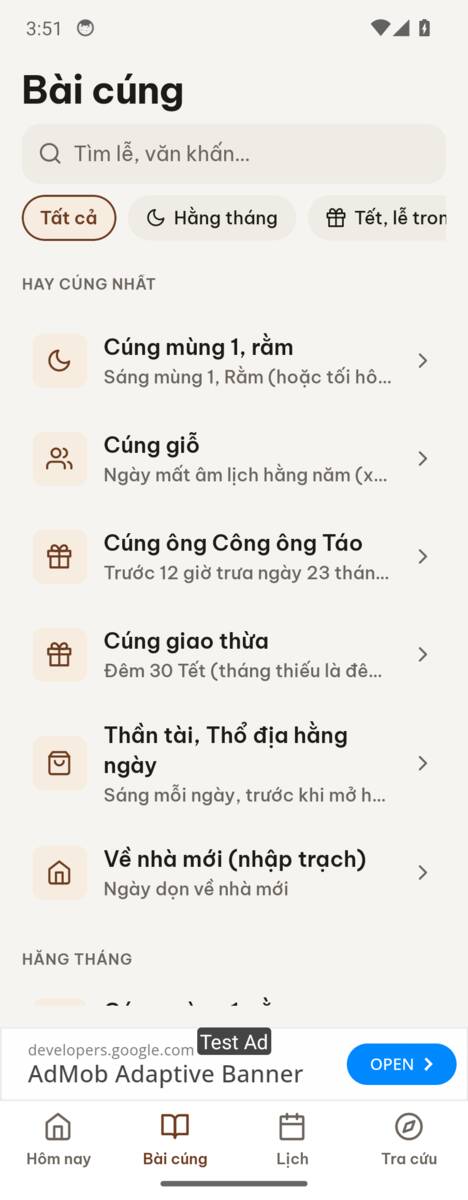 3:51
Bài cúng
Tìm lễ, văn khấn...
Tất cả
Hằng tháng
Tết, lễ tron
HAY CÚNG NHẤT
Cúng mùng 1, rằm
Sáng mùng 1, Rằm (hoặc tối hô...
Cúng giỗ
Ngày mất âm lịch hằng năm (x...
Cúng ông Công ông Táo
Trước 12 giờ trưa ngày 23 thán...
Cúng giao thừa
Đêm 30 Tết (tháng thiếu là đê...
Thần tài, Thổ địa hằng
ngày
Sáng mỗi ngày, trước khi mở h...
Về nhà mới (nhập trạch)
Ngày dọn về nhà mới
HẰNG THÁNG
Test Ad
developers.google.com
AdMob Adaptive Banner
OPEN
Hôm nay
Bài cúng
Lịch
Tra cứu